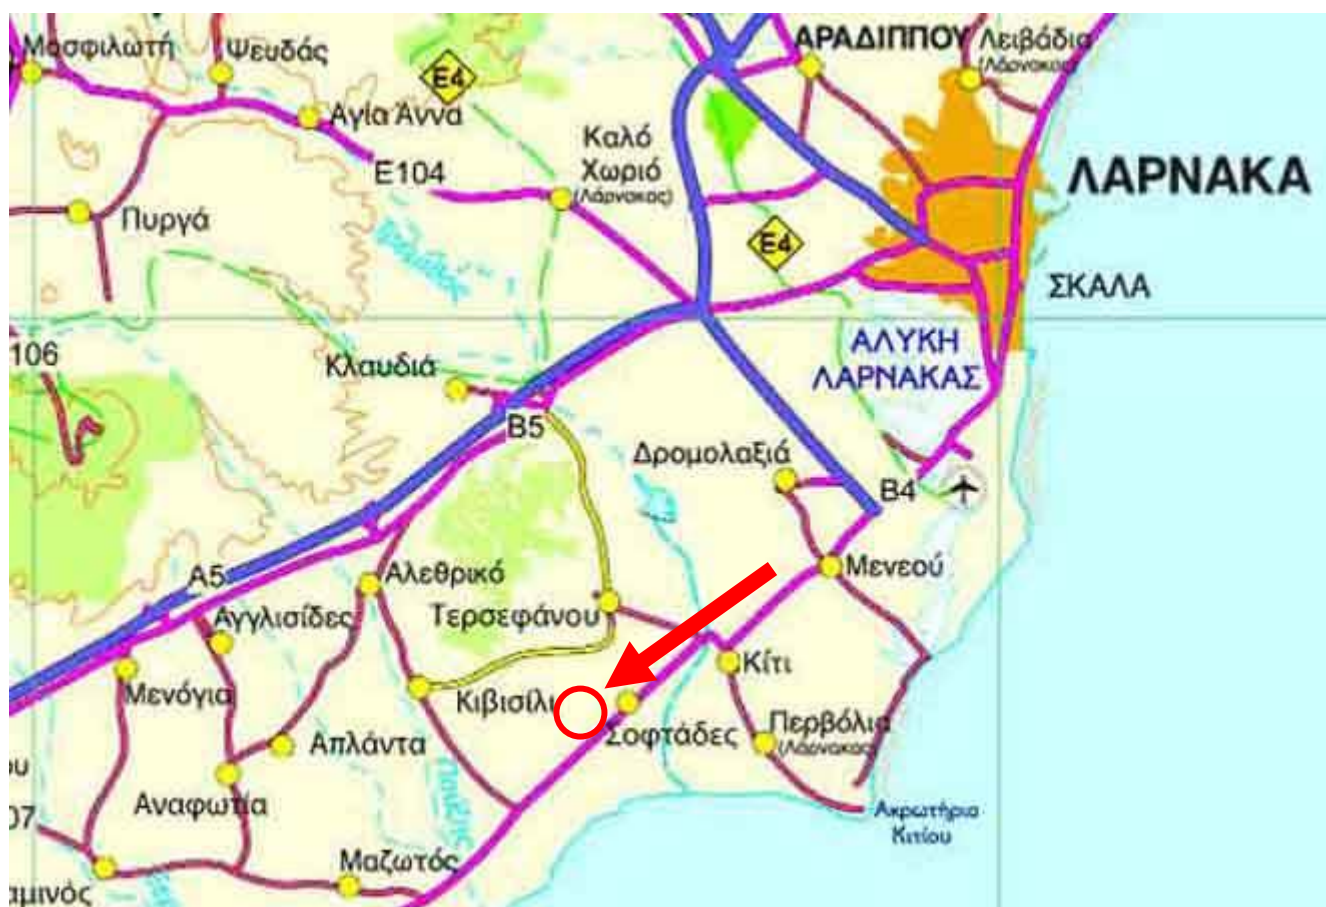 Μοσφιλωτή
Ψευδάς
E4
ΑΡΑΔΙΠΠΟΥ
Λειβάδια
(Λάρνακας)
Αγία Άννα
E104
Καλό
Χωριό
(Λάρνακας)
ΛΑΡΝΑΚΑ
Πυργά
E4
ΣΚΑΛΑ
106
Κλαυδιά
ΑΛΥΚΗ
ΛΑΡΝΑΚΑΣ
B5
Δρομολαξιά
B4
A5
Αλεθρικό
Μενεού
Αγγλισίδες
Τερσεφάνου
Κίτι
Μενόγια
Κιβισίλι
Σοφτάδες
Περβόλια
(Λάρνακας)
Απλάντα
Πούζης
Αναφωτία
07
Ακρωτήριο
Κιτίου
Μαζωτός
αμινός